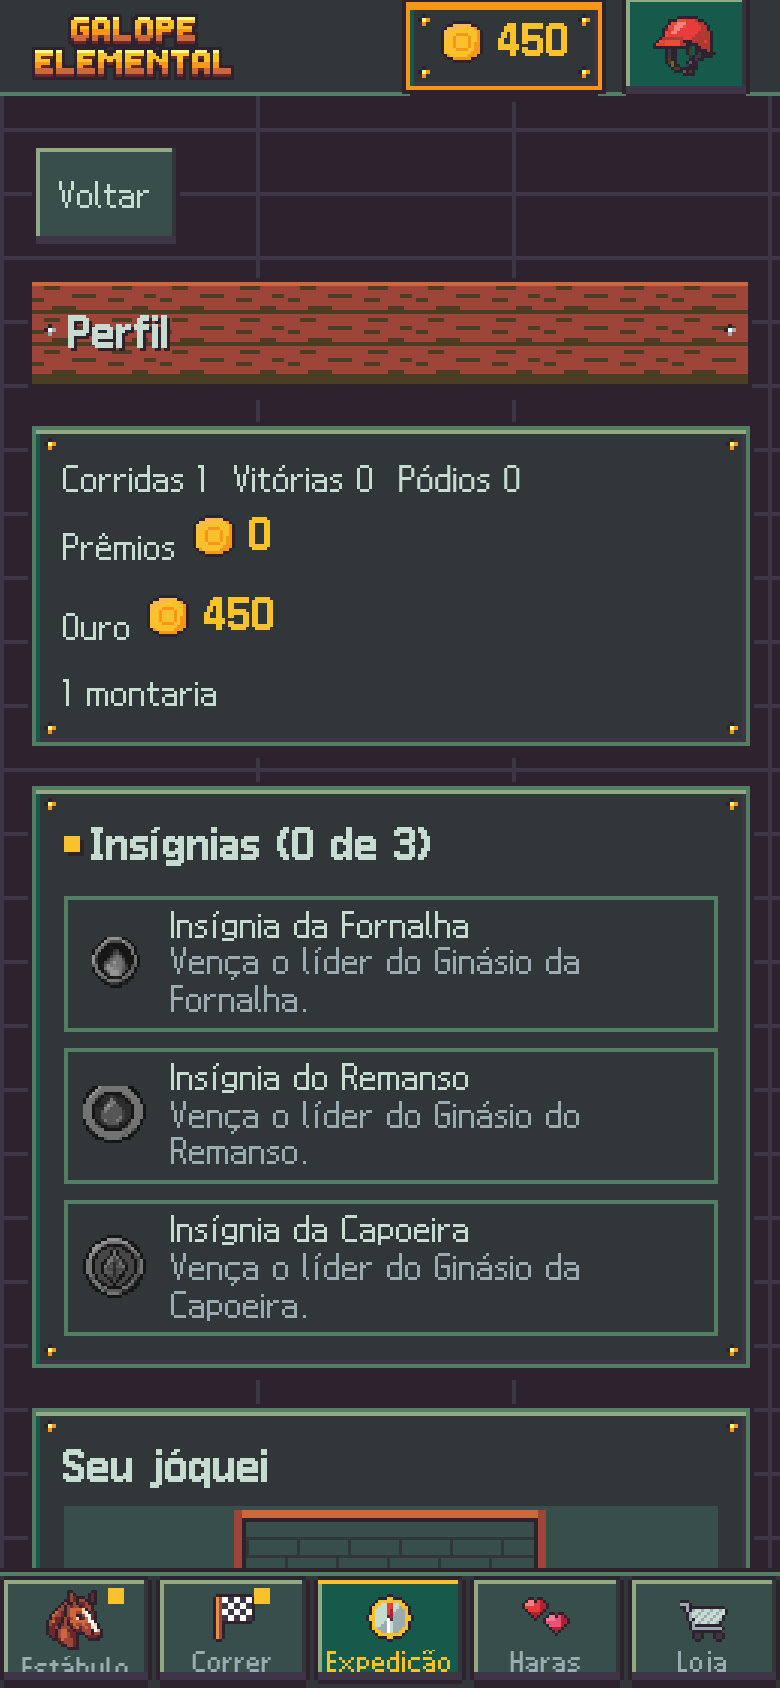 GALOPE
ELEMENTAL
450
Voltar
Perfil
Corridas 1 Vitórias 0 Pódios 0
Prêmios 0
Ouro 450
1 montaria
Insígnias (0 de 3)
Insígnia da Fornalha
Vença o líder do Ginásio da
Fornalha.
Insígnia do Remanso
Vença o líder do Ginásio do
Remanso.
Insígnia da Capoeira
Vença o líder do Ginásio da
Capoeira.
Seu jóquei
Estábulo Correr Expedição Haras Loja